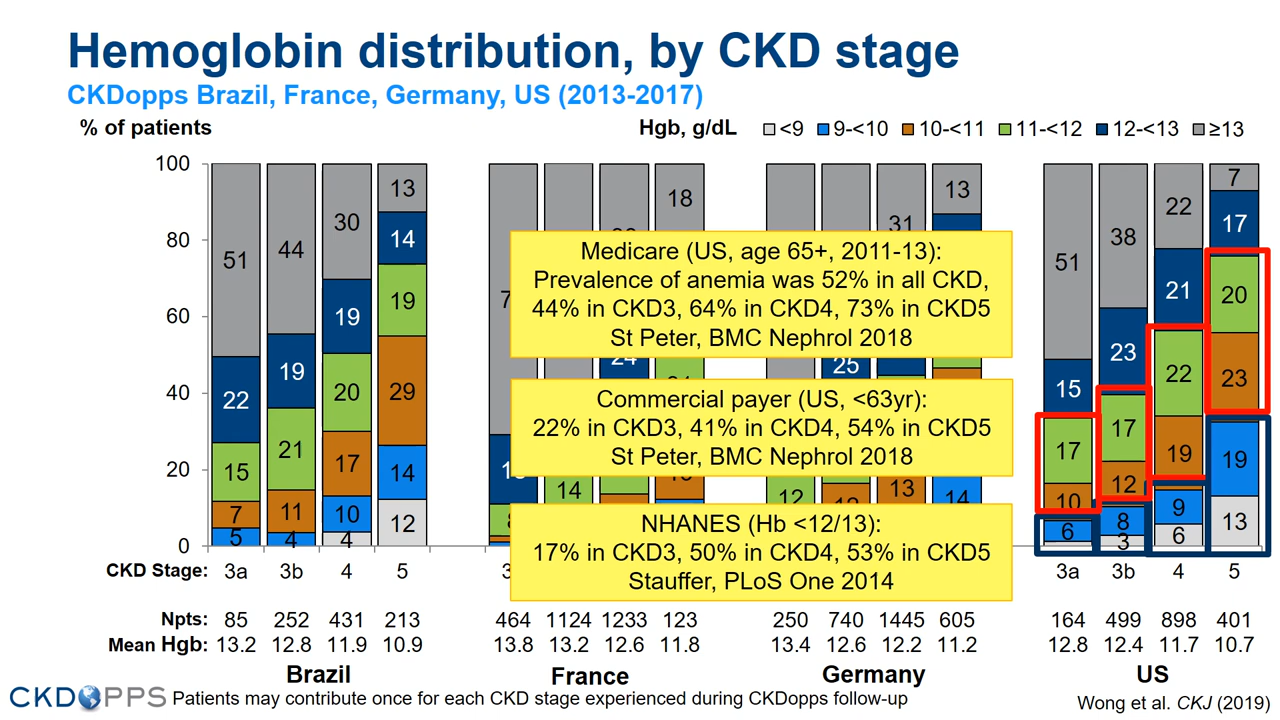 Hemoglobin distribution, by CKD stage
CKDopps Brazil, France, Germany, US (2013-2017)
% of patients
Hgb, g/dL <9 9-<10 10-<11 11-<12 12-<13 ≥13
100
80
60
40
20
0
51 44 30 13
22 19 19 14
15 21 20 19
7 11 17 29
5 4 10 14
4 12
18
14
13
31
25
12 13 14
51 38 22 7
15 23 21 17
17 17 22 20
10 12 19 23
6 8 9 19
3 6 13
Medicare (US, age 65+, 2011-13):
Prevalence of anemia was 52% in all CKD,
44% in CKD3, 64% in CKD4, 73% in CKD5
St Peter, BMC Nephrol 2018
Commercial payer (US, <63yr):
22% in CKD3, 41% in CKD4, 54% in CKD5
St Peter, BMC Nephrol 2018
NHANES (Hb <12/13):
17% in CKD3, 50% in CKD4, 53% in CKD5
Stauffer, PLoS One 2014
CKD Stage: 3a 3b 4 5 3a 3b 4 5
Npts: 85 252 431 213 464 1124 1233 123 250 740 1445 605 164 499 898 401
Mean Hgb: 13.2 12.8 11.9 10.9 13.8 13.2 12.6 11.8 13.4 12.6 12.2 11.2 12.8 12.4 11.7 10.7
Brazil France Germany US
CKDOPPS Patients may contribute once for each CKD stage experienced during CKDopps follow-up
Wong et al. CKJ (2019)